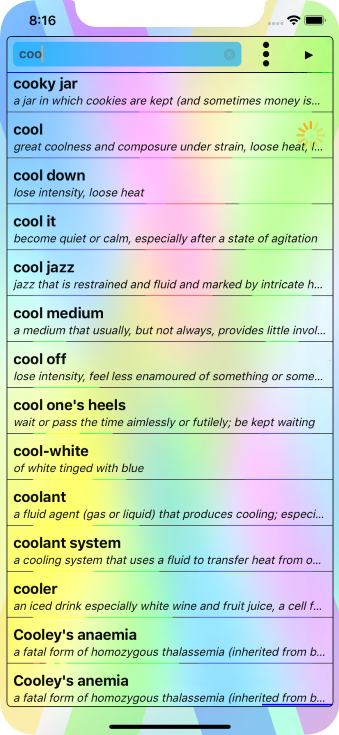 8:16
coo
cooky jar
a jar in which cookies are kept (and sometimes money is...
cool
great coolness and composure under strain, loose heat, l...
cool down
lose intensity, loose heat
cool it
become quiet or calm, especially after a state of agitation
cool jazz
jazz that is restrained and fluid and marked by intricate h...
cool medium
a medium that usually, but not always, provides little invol...
cool off
lose intensity, feel less enamoured of something or some...
cool one's heels
wait or pass the time aimlessly or futilely; be kept waiting
cool-white
of white tinged with blue
coolant
a fluid agent (gas or liquid) that produces cooling; especi...
coolant system
a cooling system that uses a fluid to transfer heat from o...
cooler
an iced drink especially white wine and fruit juice, a cell f...
Cooley's anaemia
a fatal form of homozygous thalassemia (inherited from b...
Cooley's anemia
a fatal form of homozygous thalassemia (inherited from b...